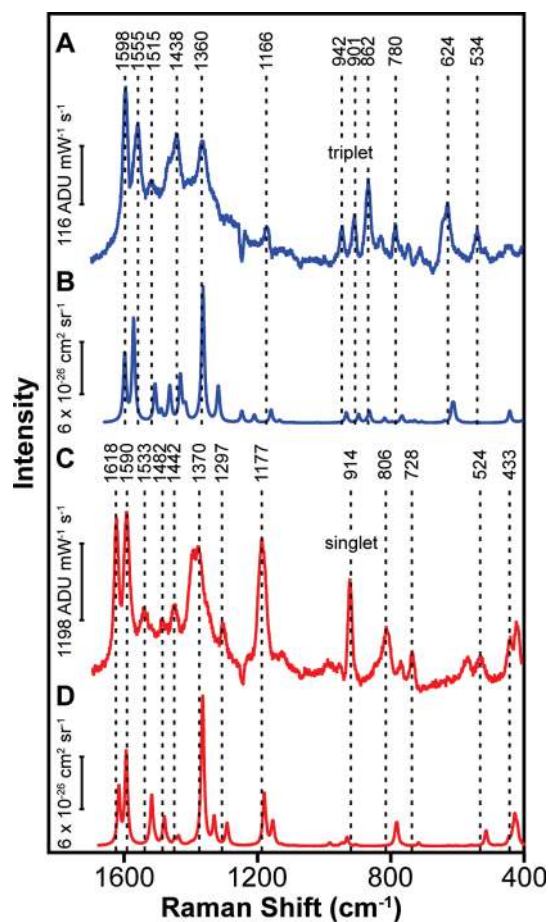 A
1598
1555
1515
1438
1360
1166
942
901
862
780
624
534
triplet
116 ADU mW⁻¹ s⁻¹
B
6 x 10⁻²⁶ cm² sr⁻¹
Intensity
C
1618
1590
1533
1482
1442
1370
1297
1177
914
806
728
524
433
singlet
1198 ADU mW⁻¹ s⁻¹
D
6 x 10⁻²⁶ cm² sr⁻¹
1600 1200 800 400
Raman Shift (cm⁻¹)